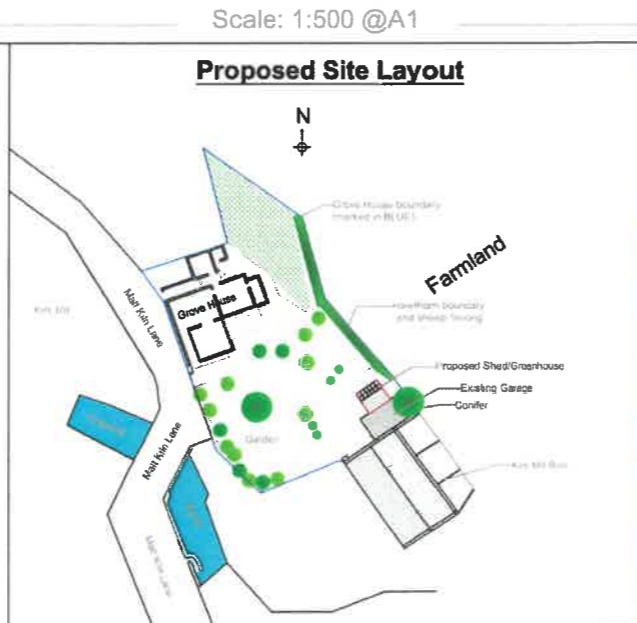 Scale: 1:500 @A1
Proposed Site Layout
N
Grove House boundary
(marked in BLUE)
Farmland
Hawthorn boundary
and sheep fencing
Malt Kiln Lane
Grove House
Proposed Shed/Greenhouse
Existing Garage
Conifer
Garden
Malt Kiln Lane
Malt Kiln Lane